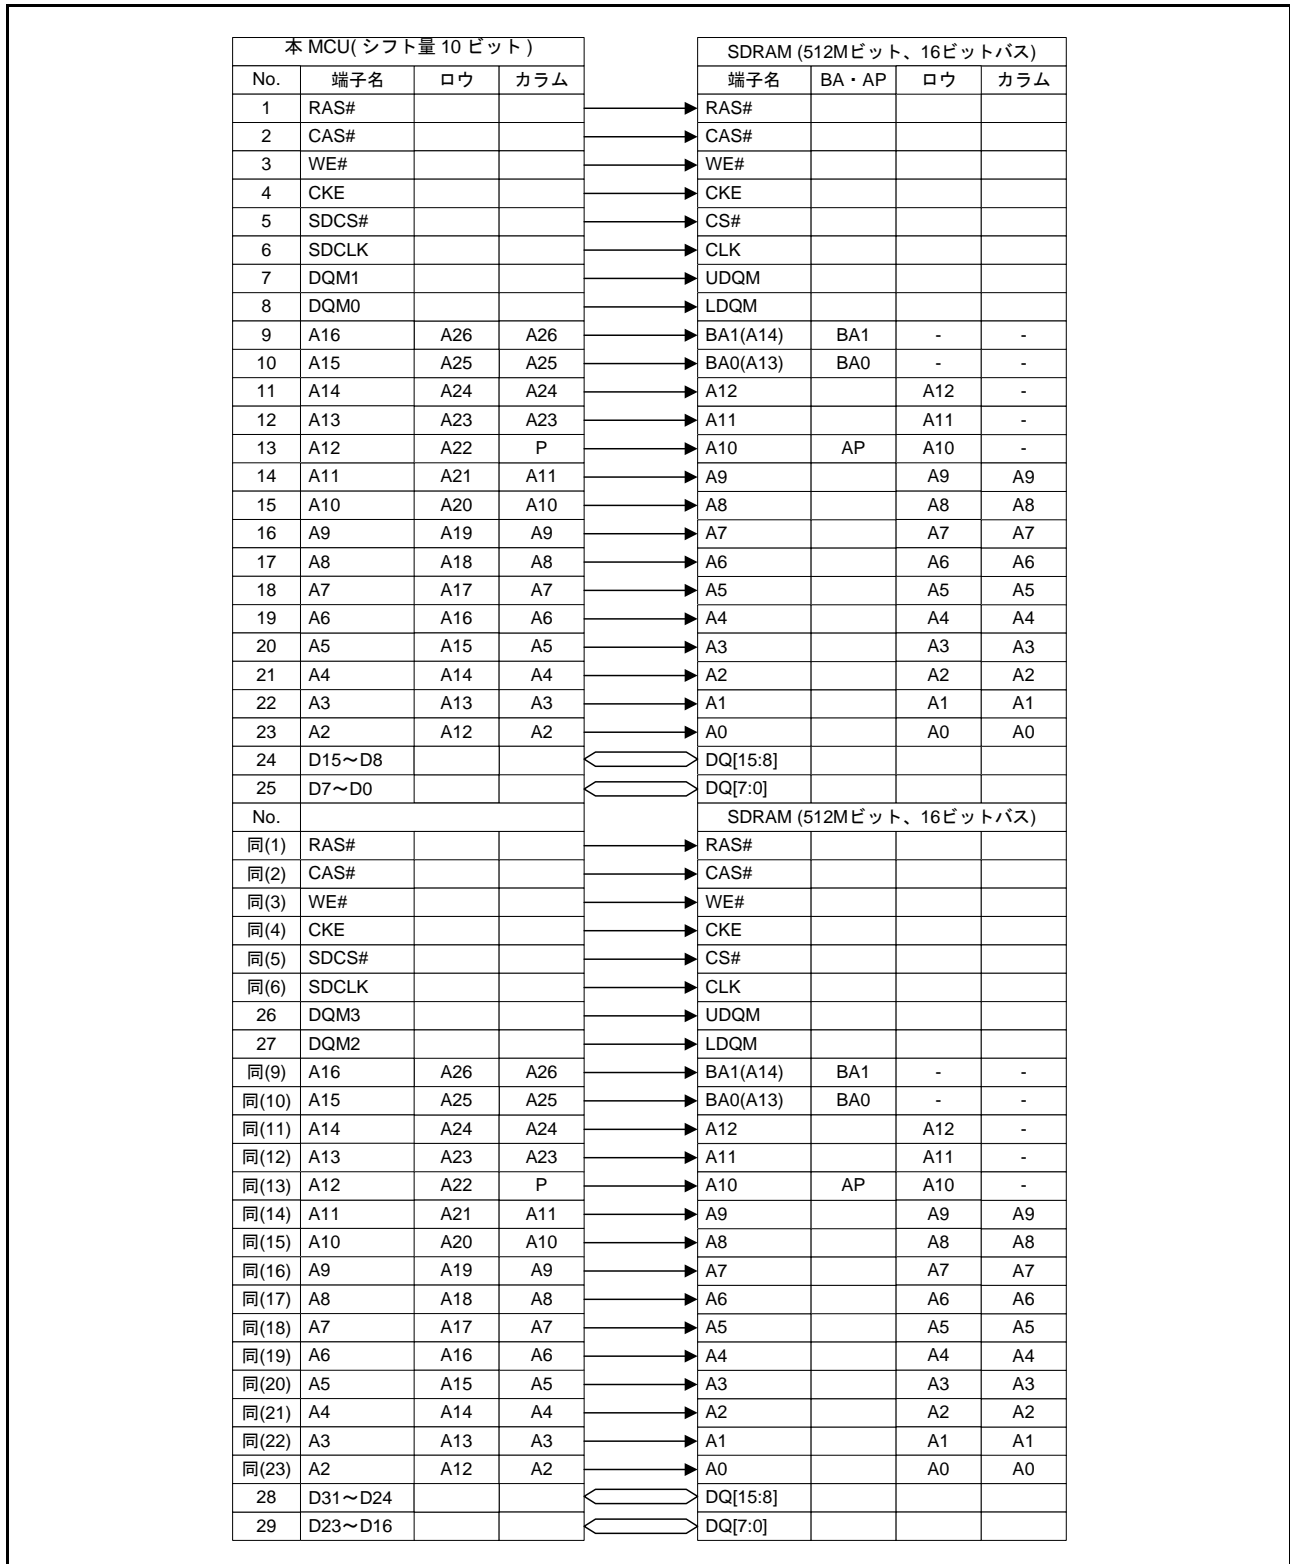 本 MCU( シフト量 10 ビット ) SDRAM (512Mビット、16ビットバス)
No. 端子名 ロウ カラム 端子名 BA・AP ロウ カラム
1 RAS# RAS#
2 CAS# CAS#
3 WE# WE#
4 CKE CKE
5 SDCS# CS#
6 SDCLK CLK
7 DQM1 UDQM
8 DQM0 LDQM
9 A16 A26 A26 BA1(A14) BA1 - -
10 A15 A25 A25 BA0(A13) BA0 - -
11 A14 A24 A24 A12 A12 -
12 A13 A23 A23 A11 A11 -
13 A12 A22 P A10 AP A10 -
14 A11 A21 A11 A9 A9 A9
15 A10 A20 A10 A8 A8 A8
16 A9 A19 A9 A7 A7 A7
17 A8 A18 A8 A6 A6 A6
18 A7 A17 A7 A5 A5 A5
19 A6 A16 A6 A4 A4 A4
20 A5 A15 A5 A3 A3 A3
21 A4 A14 A4 A2 A2 A2
22 A3 A13 A3 A1 A1 A1
23 A2 A12 A2 A0 A0 A0
24 D15～D8 DQ[15:8]
25 D7～D0 DQ[7:0]
No. SDRAM (512Mビット、16ビットバス)
同(1) RAS# RAS#
同(2) CAS# CAS#
同(3) WE# WE#
同(4) CKE CKE
同(5) SDCS# CS#
同(6) SDCLK CLK
26 DQM3 UDQM
27 DQM2 LDQM
同(9) A16 A26 A26 BA1(A14) BA1 - -
同(10) A15 A25 A25 BA0(A13) BA0 - -
同(11) A14 A24 A24 A12 A12 -
同(12) A13 A23 A23 A11 A11 -
同(13) A12 A22 P A10 AP A10 -
同(14) A11 A21 A11 A9 A9 A9
同(15) A10 A20 A10 A8 A8 A8
同(16) A9 A19 A9 A7 A7 A7
同(17) A8 A18 A8 A6 A6 A6
同(18) A7 A17 A7 A5 A5 A5
同(19) A6 A16 A6 A4 A4 A4
同(20) A5 A15 A5 A3 A3 A3
同(21) A4 A14 A4 A2 A2 A2
同(22) A3 A13 A3 A1 A1 A1
同(23) A2 A12 A2 A0 A0 A0
28 D31～D24 DQ[15:8]
29 D23～D16 DQ[7:0]